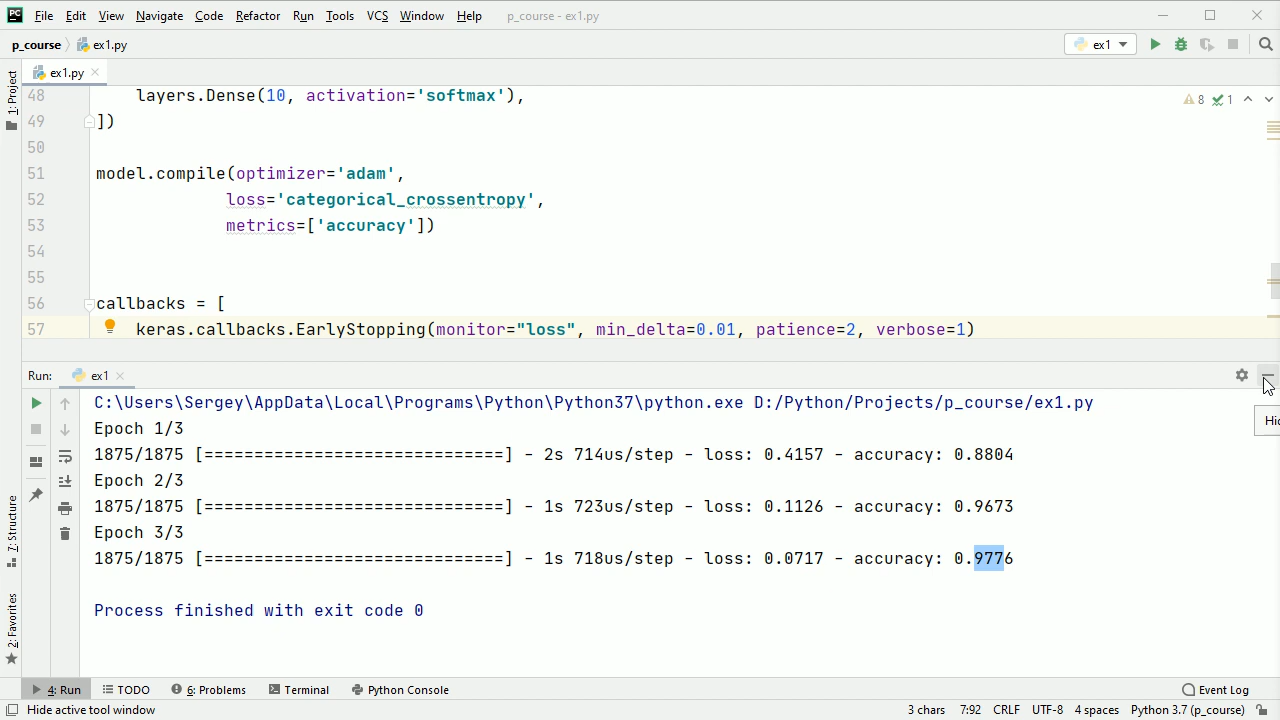 PC File Edit View Navigate Code Refactor Run Tools VCS Window Help p_course - ex1.py
p_course ex1.py ex1
1: Project
ex1.py
48 layers.Dense(10, activation='softmax'), 8 1
49 ])
50
51 model.compile(optimizer='adam',
52 loss='categorical_crossentropy',
53 metrics=['accuracy'])
54
55
56 callbacks = [
57 keras.callbacks.EarlyStopping(monitor="loss", min_delta=0.01, patience=2, verbose=1)
Run: ex1
C:\Users\Sergey\AppData\Local\Programs\Python\Python37\python.exe D:/Python/Projects/p_course/ex1.py
Hid
Epoch 1/3
1875/1875 [==============================] - 2s 714us/step - loss: 0.4157 - accuracy: 0.8804
Epoch 2/3
1875/1875 [==============================] - 1s 723us/step - loss: 0.1126 - accuracy: 0.9673
Epoch 3/3
1875/1875 [==============================] - 1s 718us/step - loss: 0.0717 - accuracy: 0.9776
Process finished with exit code 0
7: Structure
2: Favorites
4: Run TODO 6: Problems Terminal Python Console Event Log
Hide active tool window 3 chars 7:92 CRLF UTF-8 4 spaces Python 3.7 (p_course)